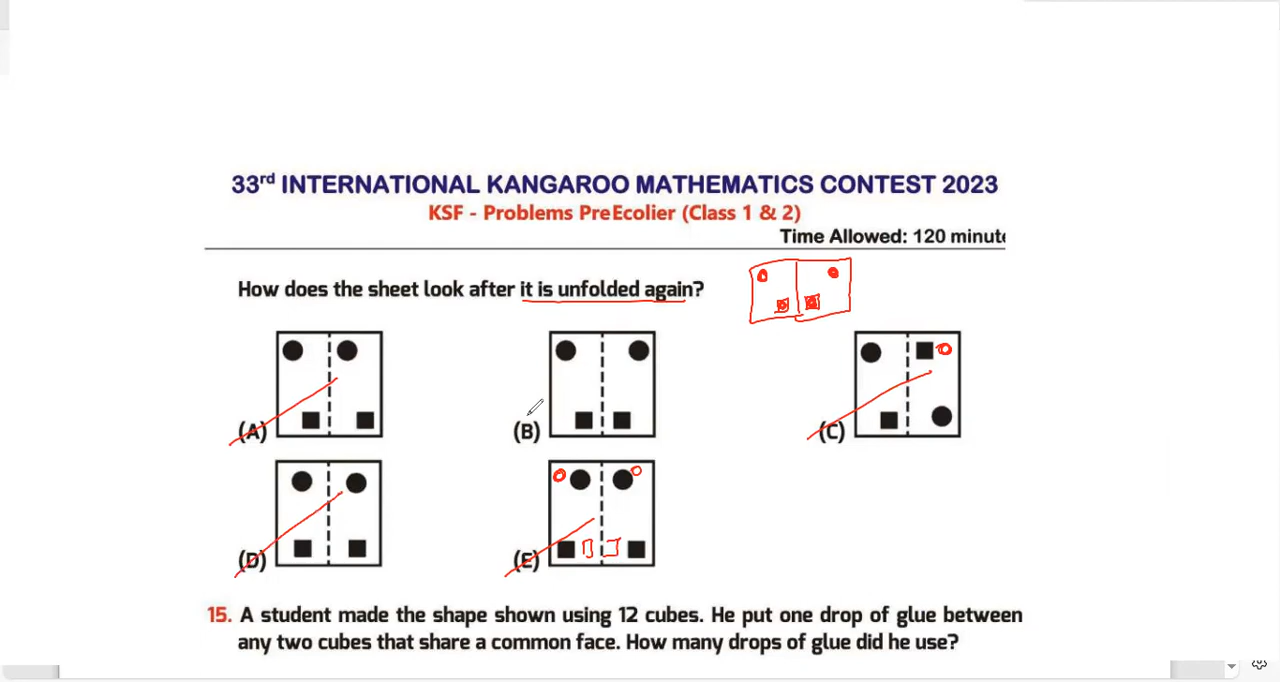 33rd INTERNATIONAL KANGAROO MATHEMATICS CONTEST 2023
KSF - Problems PreEcolier (Class 1 & 2)
Time Allowed: 120 minute
How does the sheet look after it is unfolded again?
(A)
(B)
(C)
(D)
(E)
15. A student made the shape shown using 12 cubes. He put one drop of glue between
any two cubes that share a common face. How many drops of glue did he use?